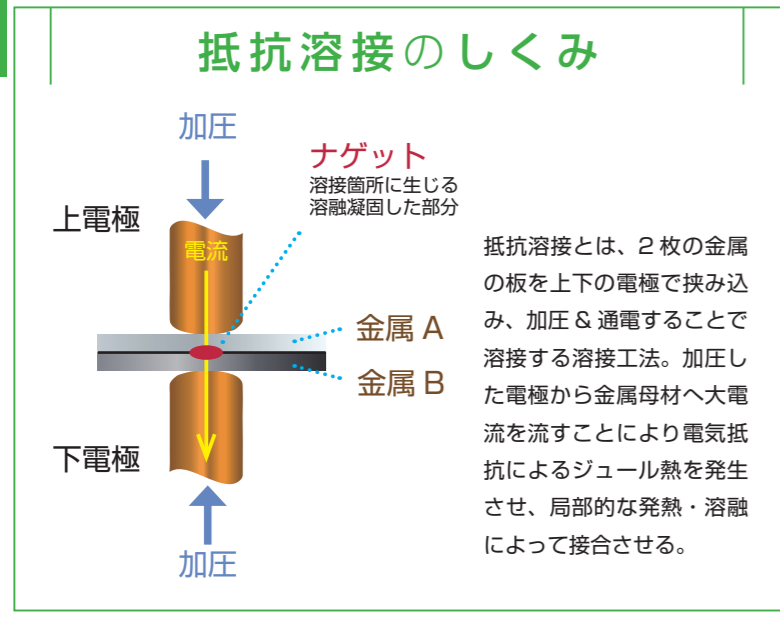 抵抗溶接のしくみ
加圧
ナゲット
溶接箇所に生じる
溶融凝固した部分
上電極
電流
金属 A
金属 B
下電極
加圧
抵抗溶接とは、2 枚の金属
の板を上下の電極で挟み込
み、加圧 & 通電することで
溶接する溶接工法。加圧し
た電極から金属母材へ大電
流を流すことにより電気抵
抗によるジュール熱を発生
させ、局部的な発熱・溶融
によって接合させる。